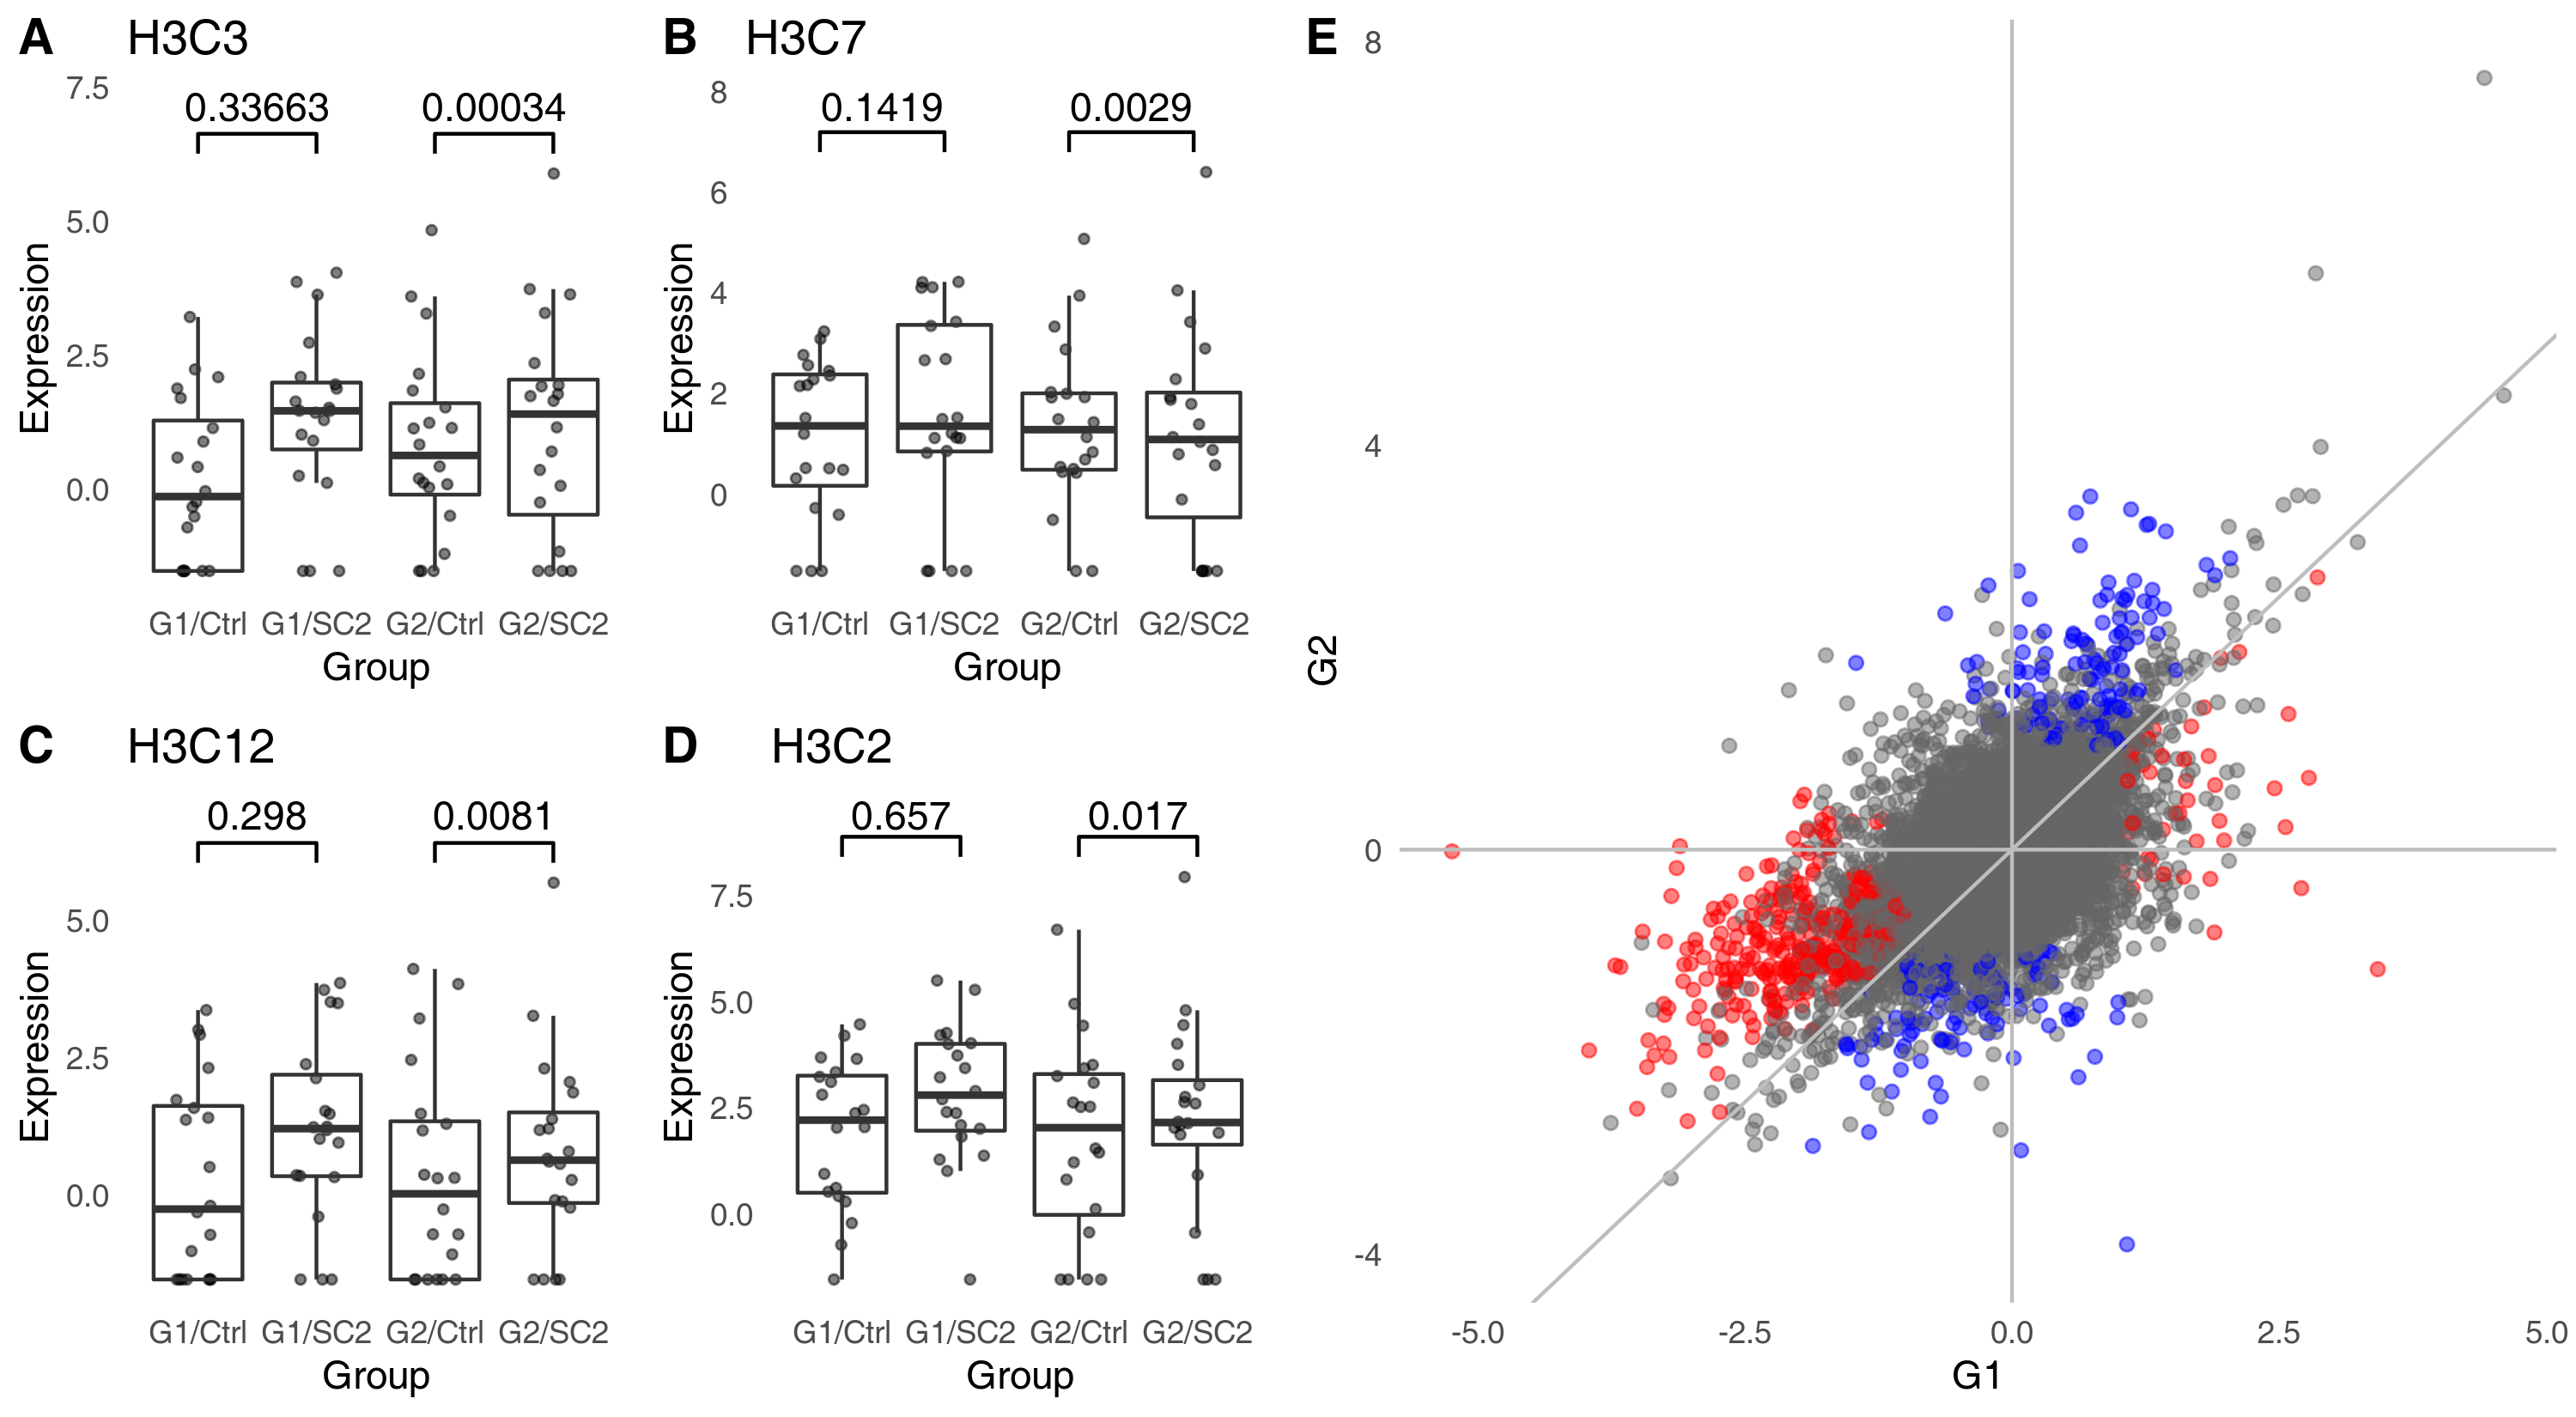 A H3C3
7.5
5.0
2.5
0.0
Expression
0.33663 0.00034
G1/Ctrl G1/SC2 G2/Ctrl G2/SC2
Group
B H3C7
8
6
4
2
0
Expression
0.1419 0.0029
G1/Ctrl G1/SC2 G2/Ctrl G2/SC2
Group
C H3C12
5.0
2.5
0.0
Expression
0.298 0.0081
G1/Ctrl G1/SC2 G2/Ctrl G2/SC2
Group
D H3C2
7.5
5.0
2.5
0.0
Expression
0.657 0.017
G1/Ctrl G1/SC2 G2/Ctrl G2/SC2
Group
E
8
4
0
-4
G2
-5.0 -2.5 0.0 2.5 5.0
G1